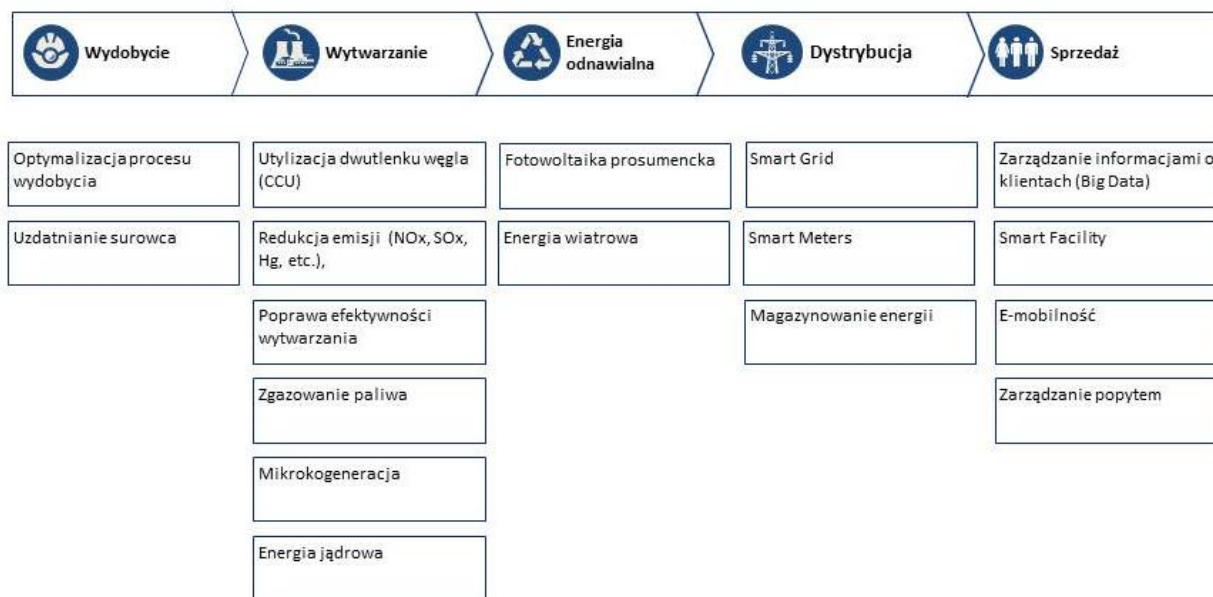 Wydobycie
Wytwarzanie
Energia
odnawialna
Dystrybucja
Sprzedaż
Optymalizacja procesu
wydobycia
Uzdatnianie surowca
Utylizacja dwutlenku węgla
(CCU)
Redukcja emisji (NOx, SOx,
Hg, etc.),
Poprawa efektywności
wytwarzania
Zgazowanie paliwa
Mikrokogeneracja
Energia jądrowa
Fotowoltaika prosumencka
Energia wiatrowa
Smart Grid
Smart Meters
Magazynowanie energii
Zarządzanie informacjami o
klientach (Big Data)
Smart Facility
E-mobilność
Zarządzanie popytem